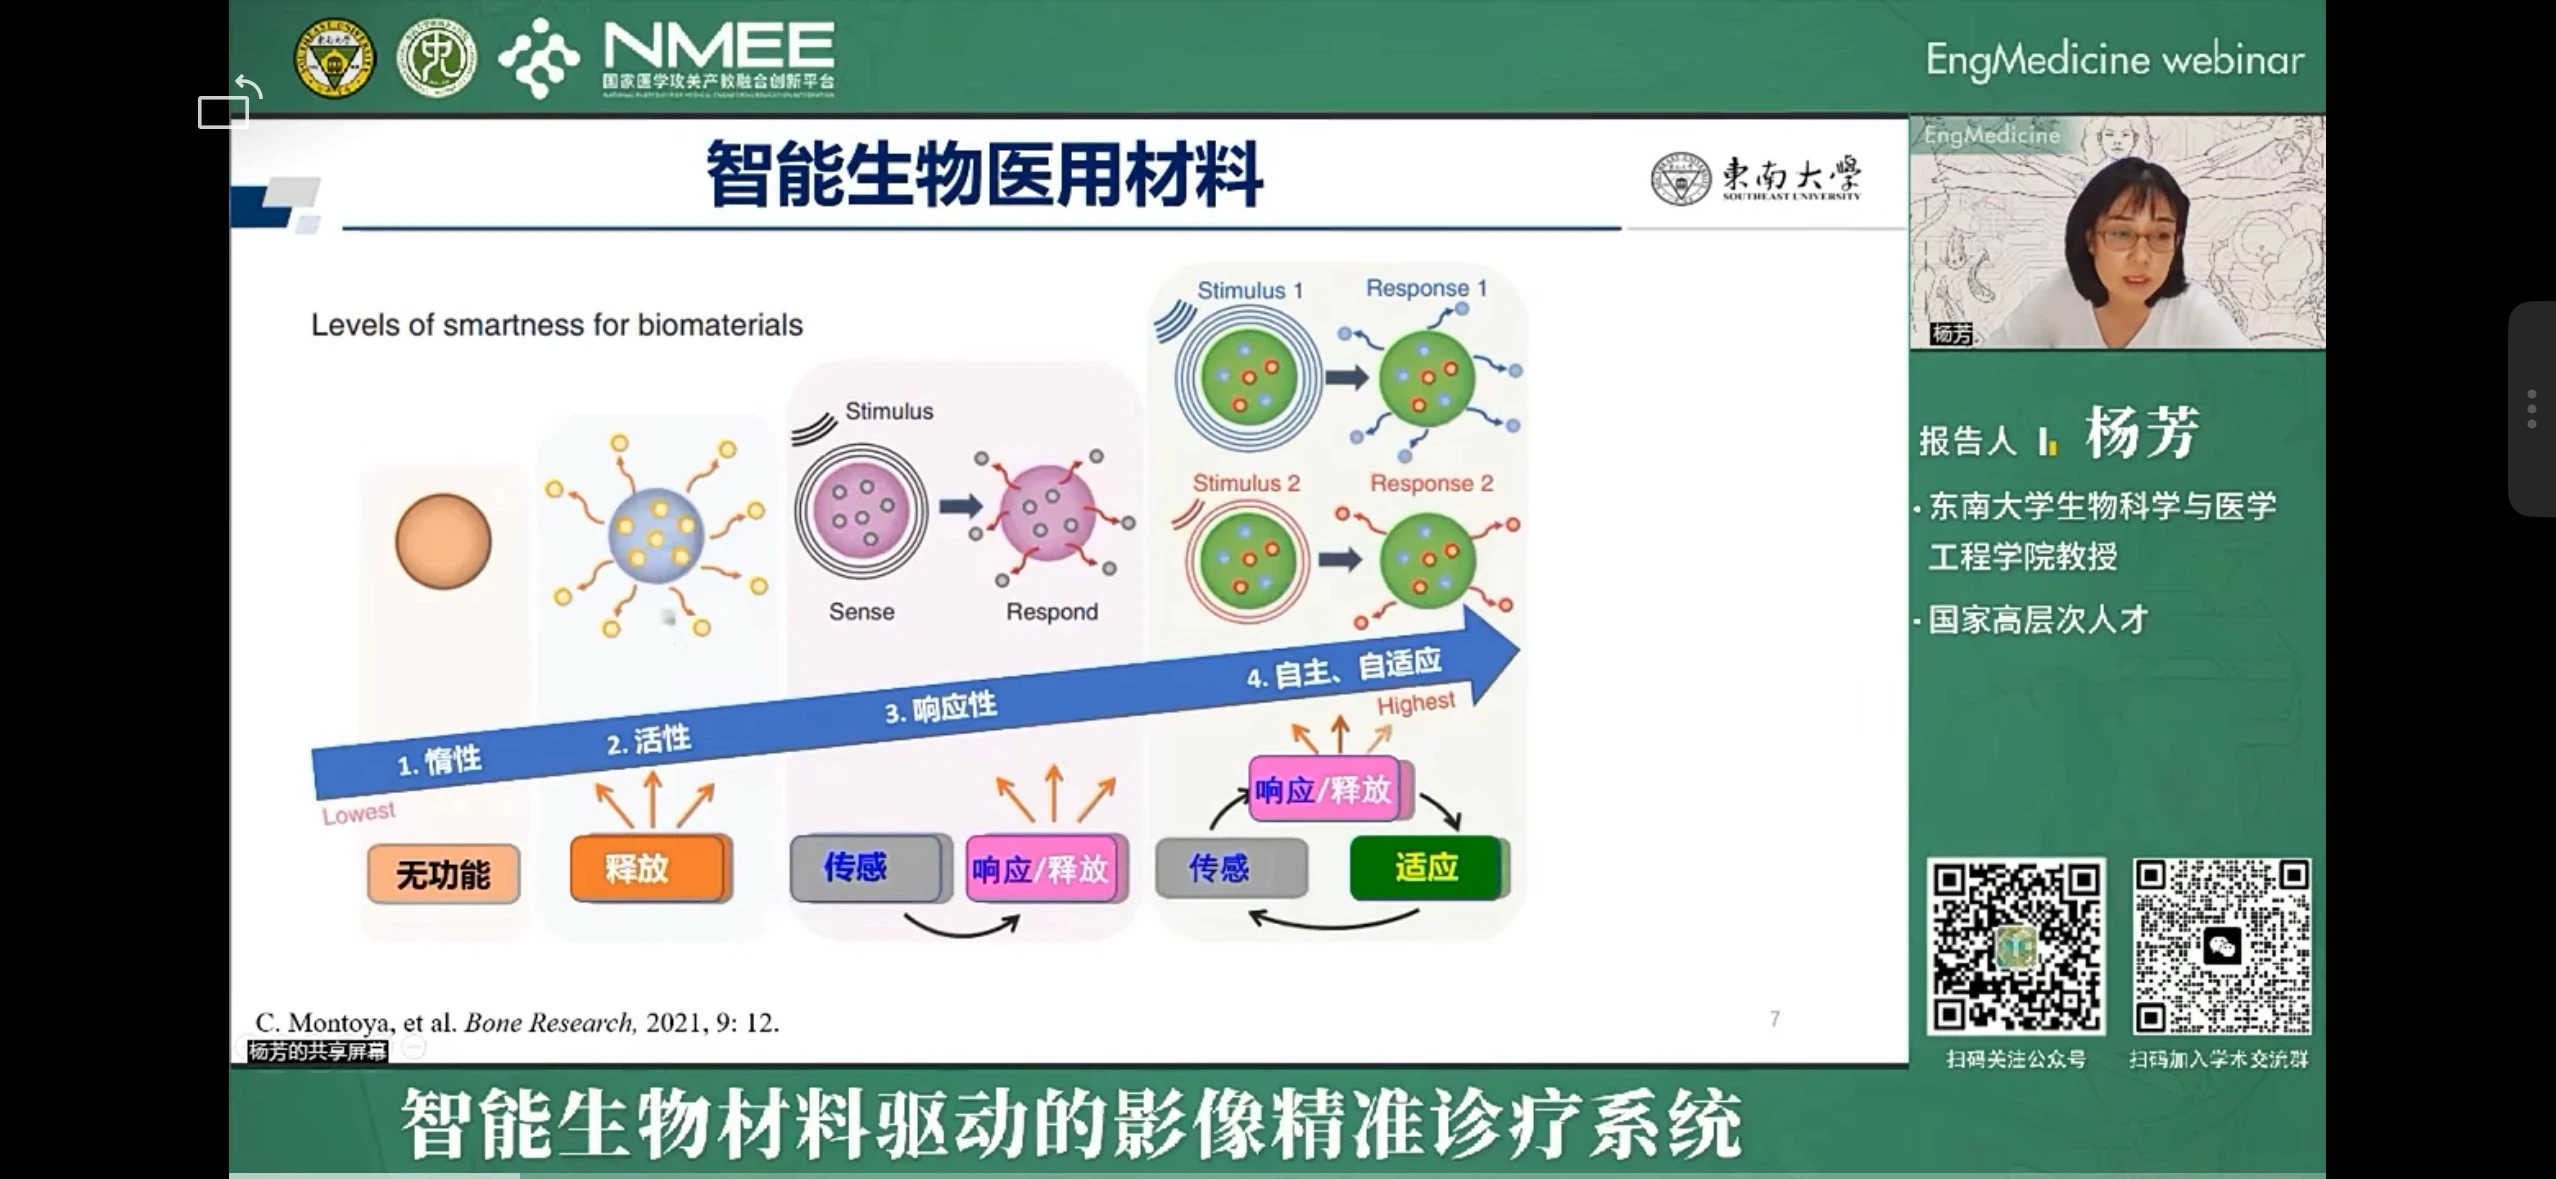 NMEE
国家医学攻关产教融合创新平台
EngMedicine webinar
智能生物医用材料
東南大學
SOUTHEAST UNIVERSITY
EngMedicine
杨芳
Levels of smartness for biomaterials
Stimulus
Sense
Respond
Stimulus 1
Response 1
Stimulus 2
Response 2
1. 惰性
2. 活性
3. 响应性
4. 自主、自适应
Lowest
Highest
无功能
释放
传感
响应/释放
传感
响应/释放
适应
C. Montoya, et al. Bone Research, 2021, 9: 12.
7
杨芳的共享屏幕
报告人 杨芳
· 东南大学生物科学与医学
工程学院教授
· 国家高层次人才
扫码关注公众号
扫码加入学术交流群
智能生物材料驱动的影像精准诊疗系统